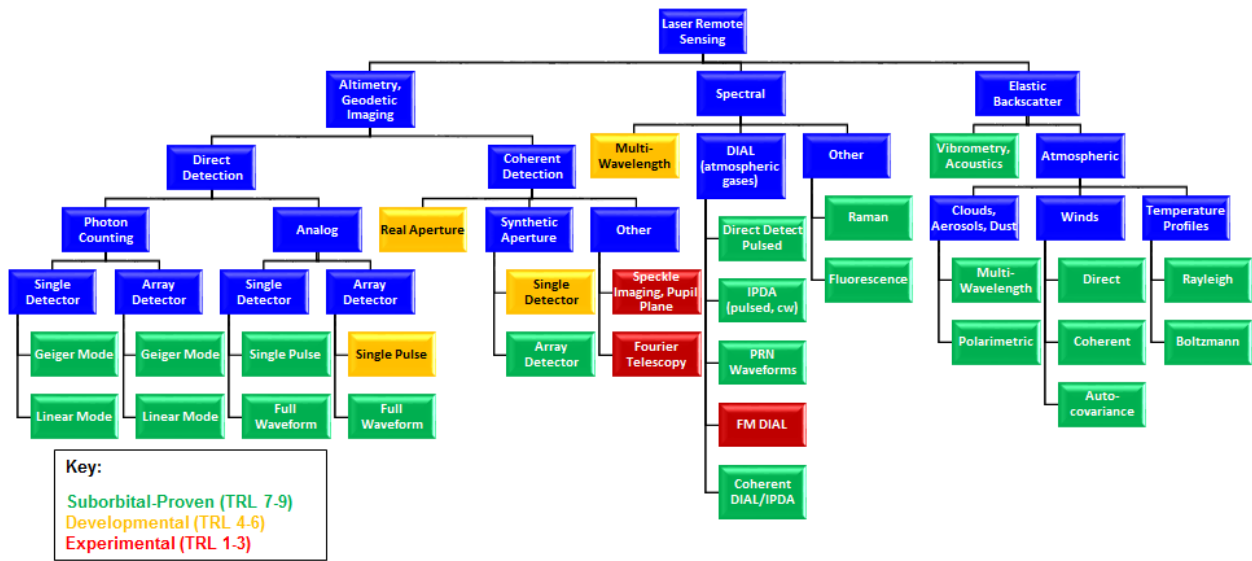 Laser Remote
Sensing
Altimetry,
Geodetic
Imaging
Spectral
Elastic
Backscatter
Direct
Detection
Coherent
Detection
Multi-
Wavelength
DIAL
(atmospheric
gases)
Other
Vibrometry,
Acoustics
Atmospheric
Photon
Counting
Analog
Real Aperture
Synthetic
Aperture
Other
Direct Detect
Pulsed
Raman
Clouds,
Aerosols, Dust
Winds
Temperature
Profiles
Single
Detector
Array
Detector
Single
Detector
Array
Detector
Single
Detector
Speckle
Imaging, Pupil
Plane
IPDA
(pulsed, cw)
Fluorescence
Multi-
Wavelength
Direct
Rayleigh
Geiger Mode
Geiger Mode
Single Pulse
Single Pulse
Array
Detector
Fourier
Telescopy
PRN
Waveforms
Polarimetric
Coherent
Boltzmann
Linear Mode
Linear Mode
Full
Waveform
Full
Waveform
FM DIAL
Auto-
covariance
Coherent
DIAL/IPDA
Key:
Suborbital-Proven (TRL 7-9)
Developmental (TRL 4-6)
Experimental (TRL 1-3)